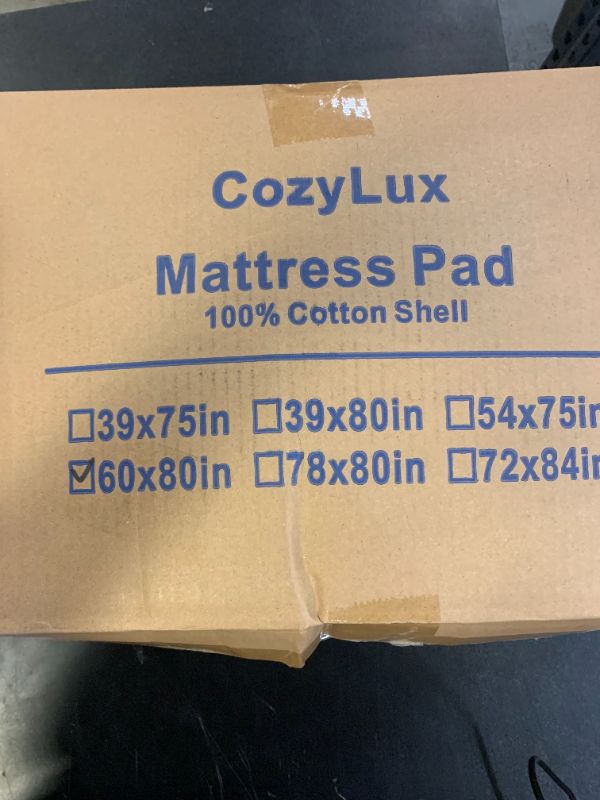 CozyLux
Mattress Pad
100% Cotton Shell
☐39x75in ☐39x80in ☐54x75in
☑60x80in ☐78x80in ☐72x84in